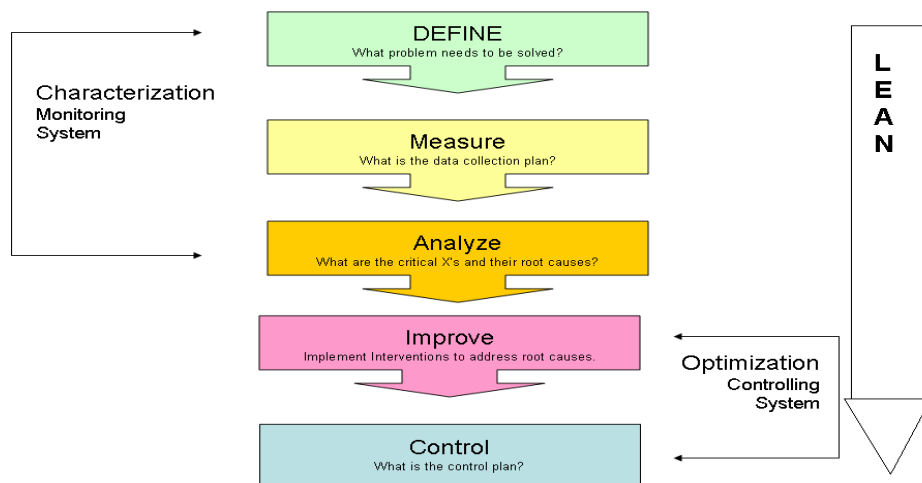 DEFINE
What problem needs to be solved?
Characterization
Monitoring
System
Measure
What is the data collection plan?
Analyze
What are the critical X's and their root causes?
Improve
Implement Interventions to address root causes.
Optimization
Controlling
System
Control
What is the control plan?
L
E
A
N